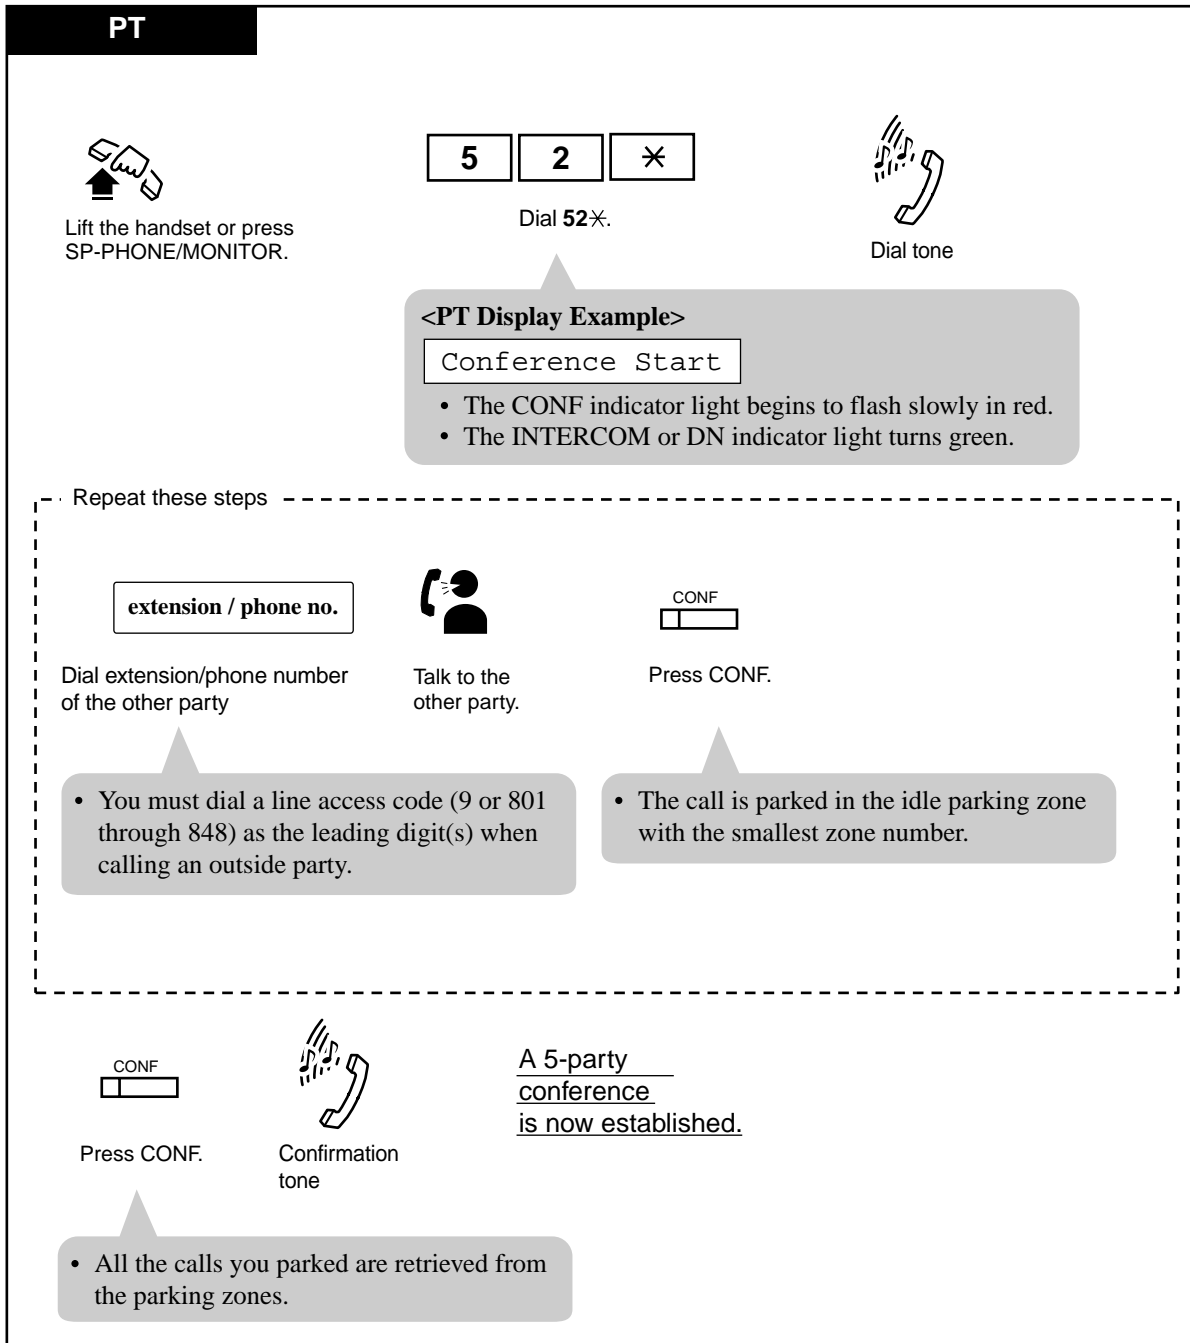 PT
5 2 ✳
Lift the handset or press
SP-PHONE/MONITOR.
Dial 52✳.
Dial tone
<PT Display Example>
Conference Start
• The CONF indicator light begins to flash slowly in red.
• The INTERCOM or DN indicator light turns green.
Repeat these steps
extension / phone no.
CONF
Dial extension/phone number
of the other party
Talk to the
other party.
Press CONF.
• You must dial a line access code (9 or 801
through 848) as the leading digit(s) when
calling an outside party.
• The call is parked in the idle parking zone
with the smallest zone number.
CONF
Press CONF.
Confirmation
tone
A 5-party
conference
is now established.
• All the calls you parked are retrieved from
the parking zones.